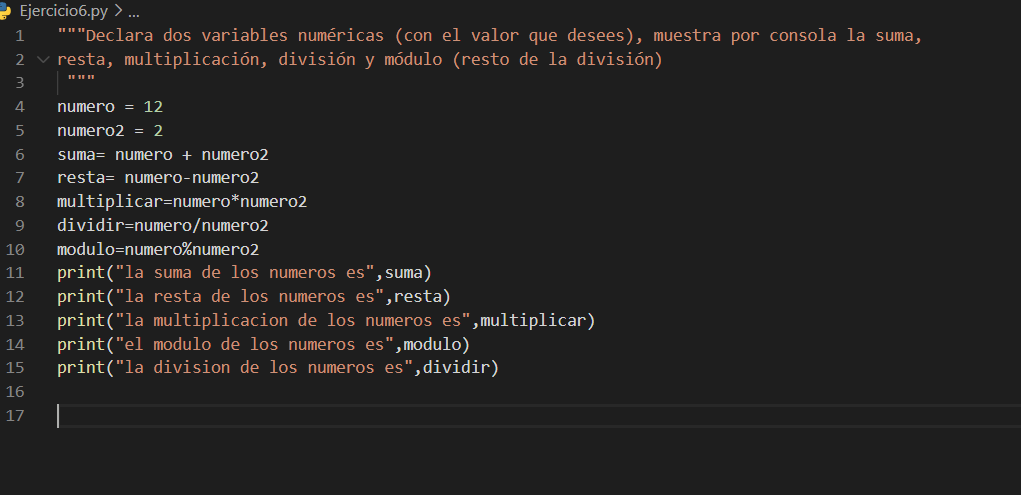 Ejercicio6.py > ...
1 """Declara dos variables numéricas (con el valor que desees), muestra por consola la suma,
2 resta, multiplicación, división y módulo (resto de la división)
3 """
4 numero = 12
5 numero2 = 2
6 suma= numero + numero2
7 resta= numero-numero2
8 multiplicar=numero*numero2
9 dividir=numero/numero2
10 modulo=numero%numero2
11 print("la suma de los numeros es",suma)
12 print("la resta de los numeros es",resta)
13 print("la multiplicacion de los numeros es",multiplicar)
14 print("el modulo de los numeros es",modulo)
15 print("la division de los numeros es",dividir)
16
17